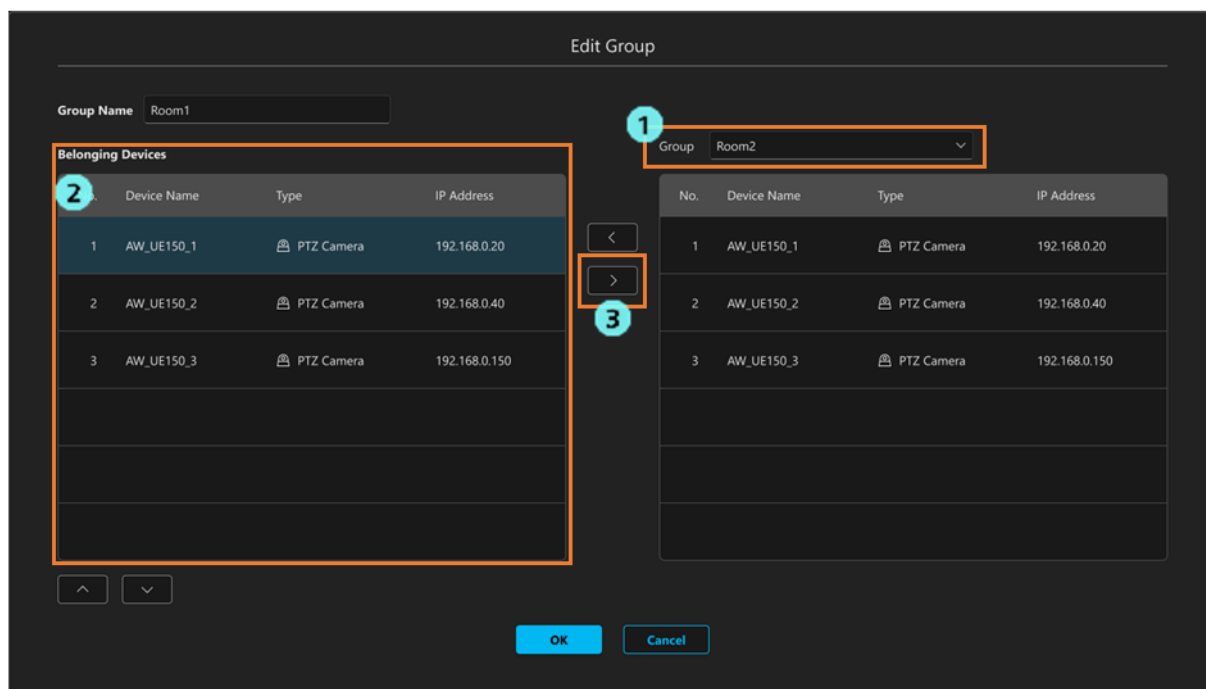 Edit Group
Group Name Room1
1
Group Room2
Belonging Devices
2 . Device Name Type IP Address
No. Device Name Type IP Address
1 AW_UE150_1 PTZ Camera 192.168.0.20
<
1 AW_UE150_1 PTZ Camera 192.168.0.20
>
2 AW_UE150_2 PTZ Camera 192.168.0.40
3
2 AW_UE150_2 PTZ Camera 192.168.0.40
3 AW_UE150_3 PTZ Camera 192.168.0.150
3 AW_UE150_3 PTZ Camera 192.168.0.150
OK Cancel